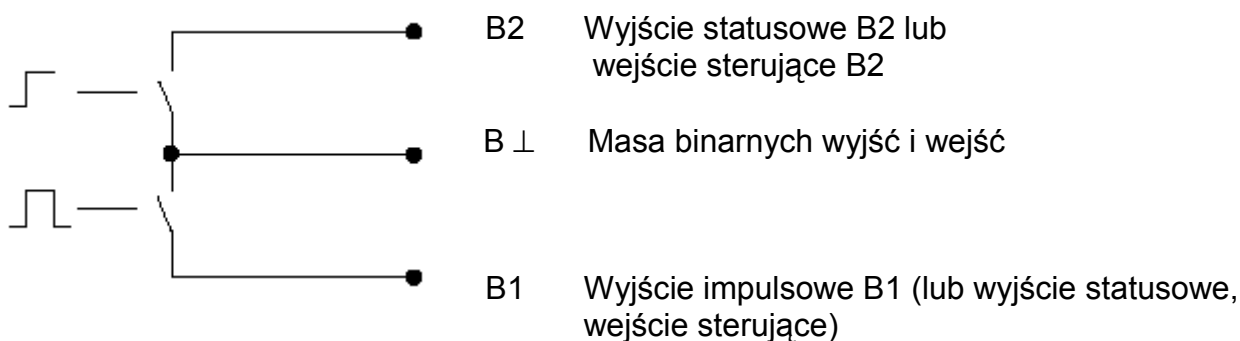 B2 Wyjście statusowe B2 lub
wejście sterujące B2
B ⊥ Masa binarnych wyjść i wejść
B1 Wyjście impulsowe B1 (lub wyjście statusowe,
wejście sterujące)